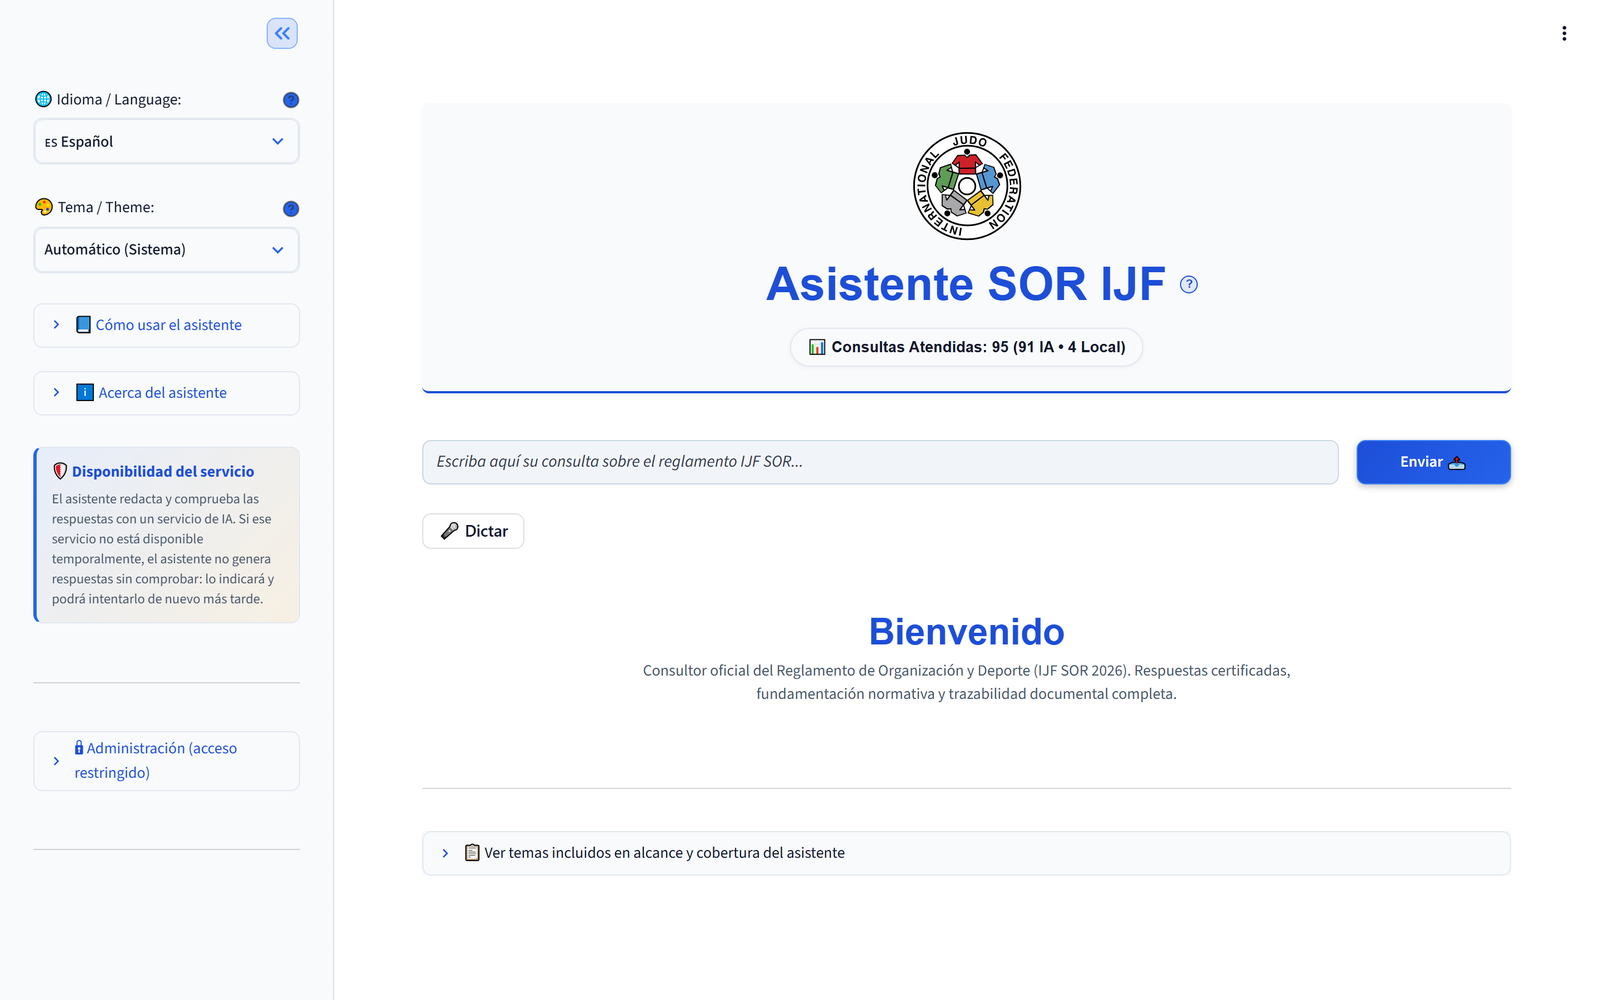 Idioma / Language:
ES Español
Tema / Theme:
Automático (Sistema)
Cómo usar el asistente
Acerca del asistente
Disponibilidad del servicio
El asistente redacta y comprueba las
respuestas con un servicio de IA. Si ese
servicio no está disponible
temporalmente, el asistente no genera
respuestas sin comprobar: lo indicará y
podrá intentarlo de nuevo más tarde.
Administración (acceso
restringido)
INTERNATIONAL JUDO FEDERATION
Asistente SOR IJF
Consultas Atendidas: 95 (91 IA • 4 Local)
Escriba aquí su consulta sobre el reglamento IJF SOR...
Enviar
Dictar
Bienvenido
Consultor oficial del Reglamento de Organización y Deporte (IJF SOR 2026). Respuestas certificadas,
fundamentación normativa y trazabilidad documental completa.
Ver temas incluidos en alcance y cobertura del asistente